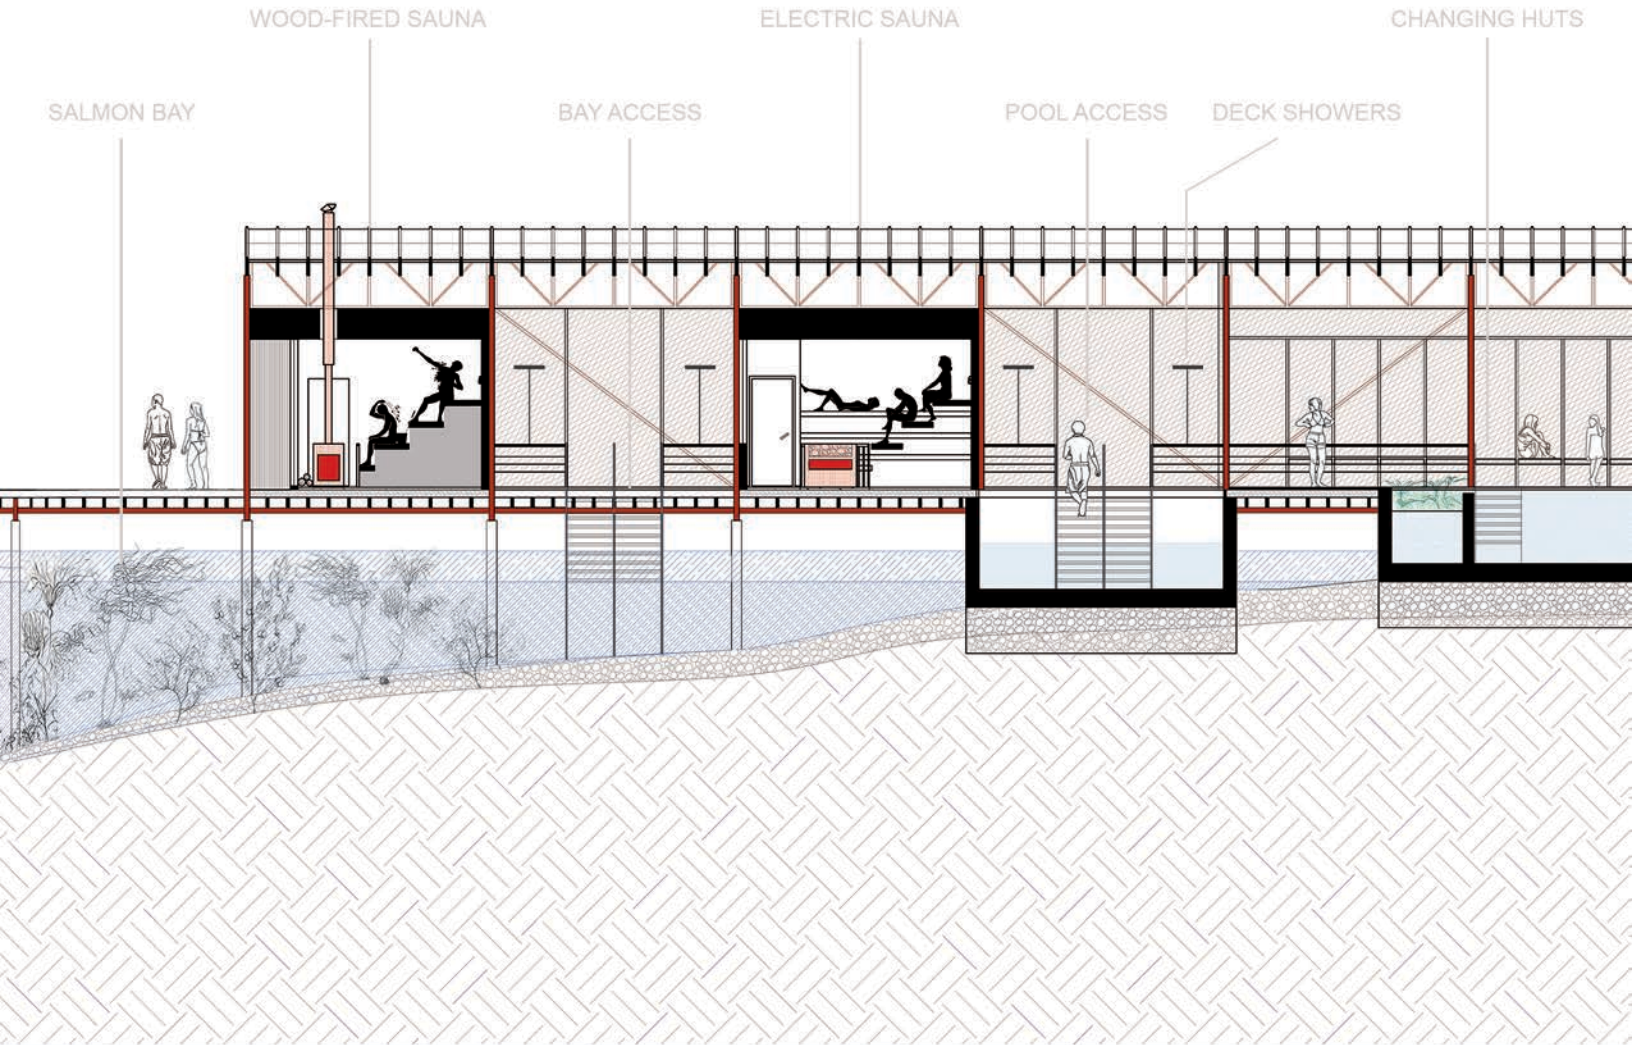 WOOD-FIRED SAUNA
ELECTRIC SAUNA
CHANGING HUTS
SALMON BAY
BAY ACCESS
POOL ACCESS
DECK SHOWERS